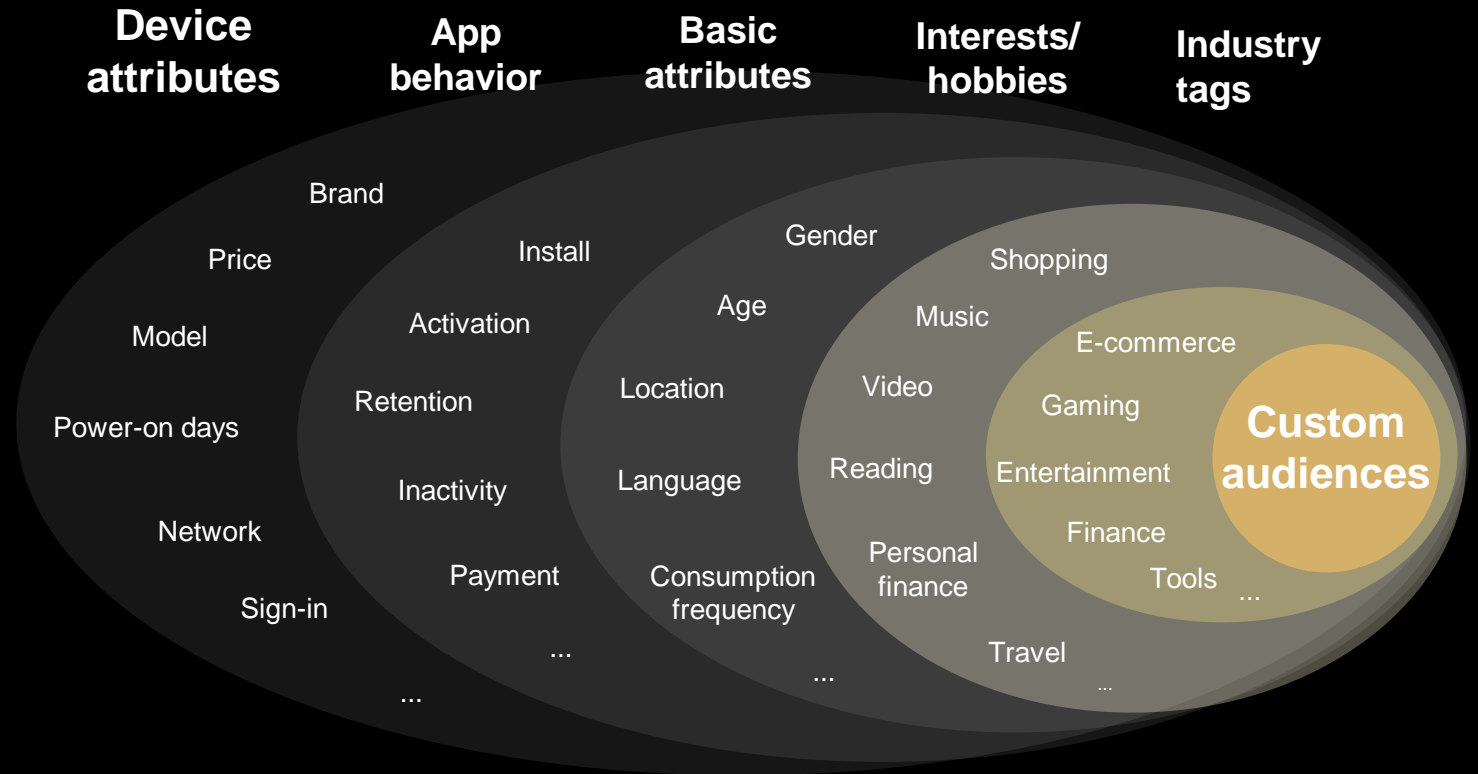 Device
attributes
App
behavior
Basic
attributes
Interests/
hobbies
Industry
tags
Brand
Price
Model
Power-on days
Network
Sign-in
...
Install
Activation
Retention
Inactivity
Payment
...
Gender
Age
Location
Language
Consumption
frequency
...
Shopping
Music
Video
Reading
Personal
finance
Travel
...
E-commerce
Gaming
Entertainment
Finance
Tools
...
Custom
audiences